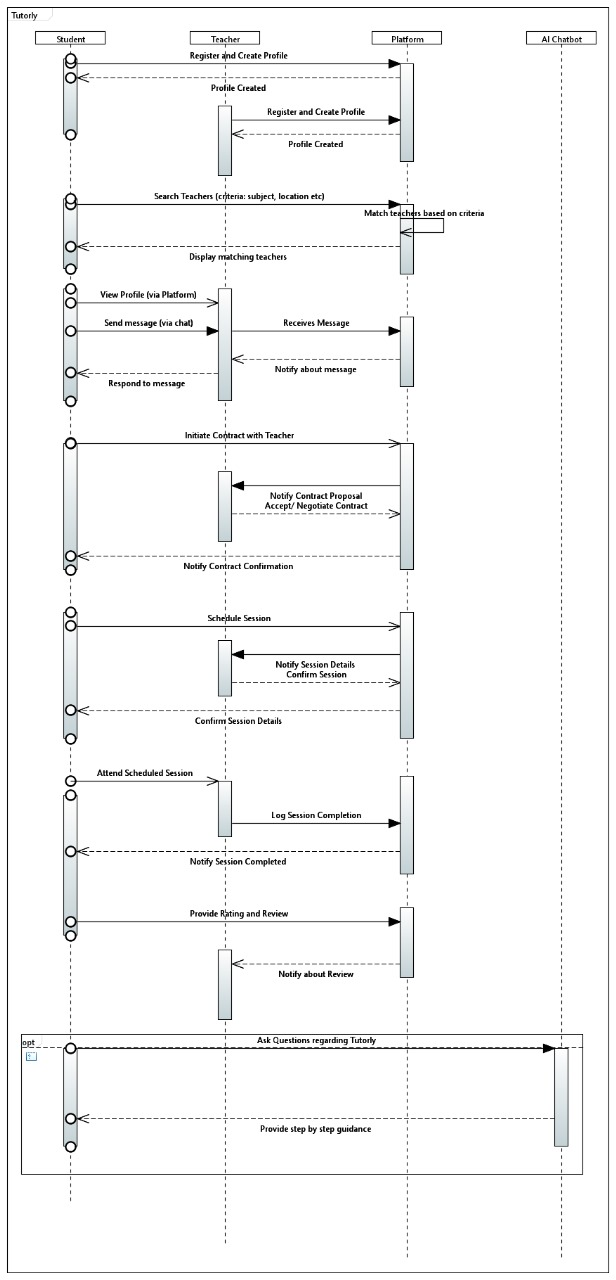 Tutorly
Student
Teacher
Platform
AI Chatbot
Register and Create Profile
Profile Created
Register and Create Profile
Profile Created
Search Teachers (criteria: subject, location etc)
Match teachers based on criteria
Display matching teachers
View Profile (via Platform)
Send message (via chat)
Receives Message
Notify about message
Respond to message
Initiate Contract with Teacher
Notify Contract Proposal
Accept/ Negotiate Contract
Notify Contract Confirmation
Schedule Session
Notify Session Details
Confirm Session
Confirm Session Details
Attend Scheduled Session
Log Session Completion
Notify Session Completed
Provide Rating and Review
Notify about Review
opt
Ask Questions regarding Tutorly
Provide step by step guidance